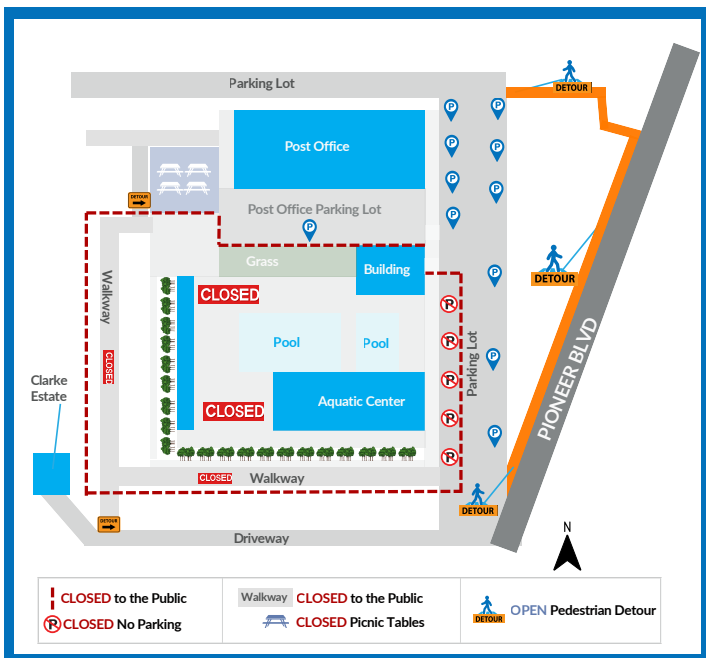 Parking Lot
DETOUR
P
P
Post Office
P
P
P
P
DETOUR
Post Office Parking Lot
P
P
Grass
Building
P
DETOUR
CLOSED
P
Walkway
Pool
Pool
P
Parking Lot
P
PIONEER BLVD
CLOSED
P
Clarke
Estate
CLOSED
Aquatic Center
P
P
P
CLOSED
Walkway
DETOUR
DETOUR
Driveway
N
CLOSED to the Public
P CLOSED No Parking
Walkway CLOSED to the Public
CLOSED Picnic Tables
DETOUR
OPEN Pedestrian Detour